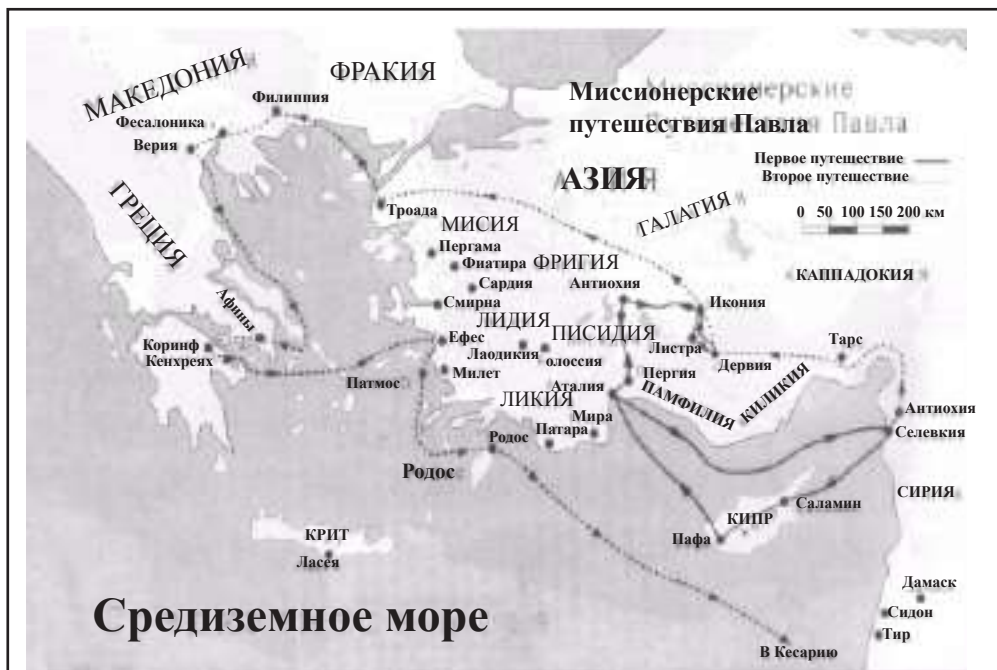 МАКЕДОНИЯ
ФРАКИЯ
Филиппия
Фесалоника
Верия
Миссионерские
путешествия Павла
Первое путешествие
Второе путешествие
0 50 100 150 200 км
АЗИЯ
ГАЛАТИЯ
ГРЕЦИЯ
Троада
МИСИЯ
Пергама
Фиатира
ФРИГИЯ
КАППАДОКИЯ
Сардия
Антиохия
Икония
Смирна
Афины
ЛИДИЯ
ПИСИДИЯ
Коринф
Кенхреях
Ефес
Лаодикия
олоссия
Листра
Дервия
Тарс
Патмос
Милет
Пергия
Аталия
ПАМФИЛИЯ
КИЛИКИЯ
ЛИКИЯ
Мира
Патара
Антиохия
Селевкия
Родос
Родос
СИРИЯ
Саламин
КИПР
Пафа
КРИТ
Ласея
Дамаск
Сидон
Тир
Средиземное море
В Кесарию